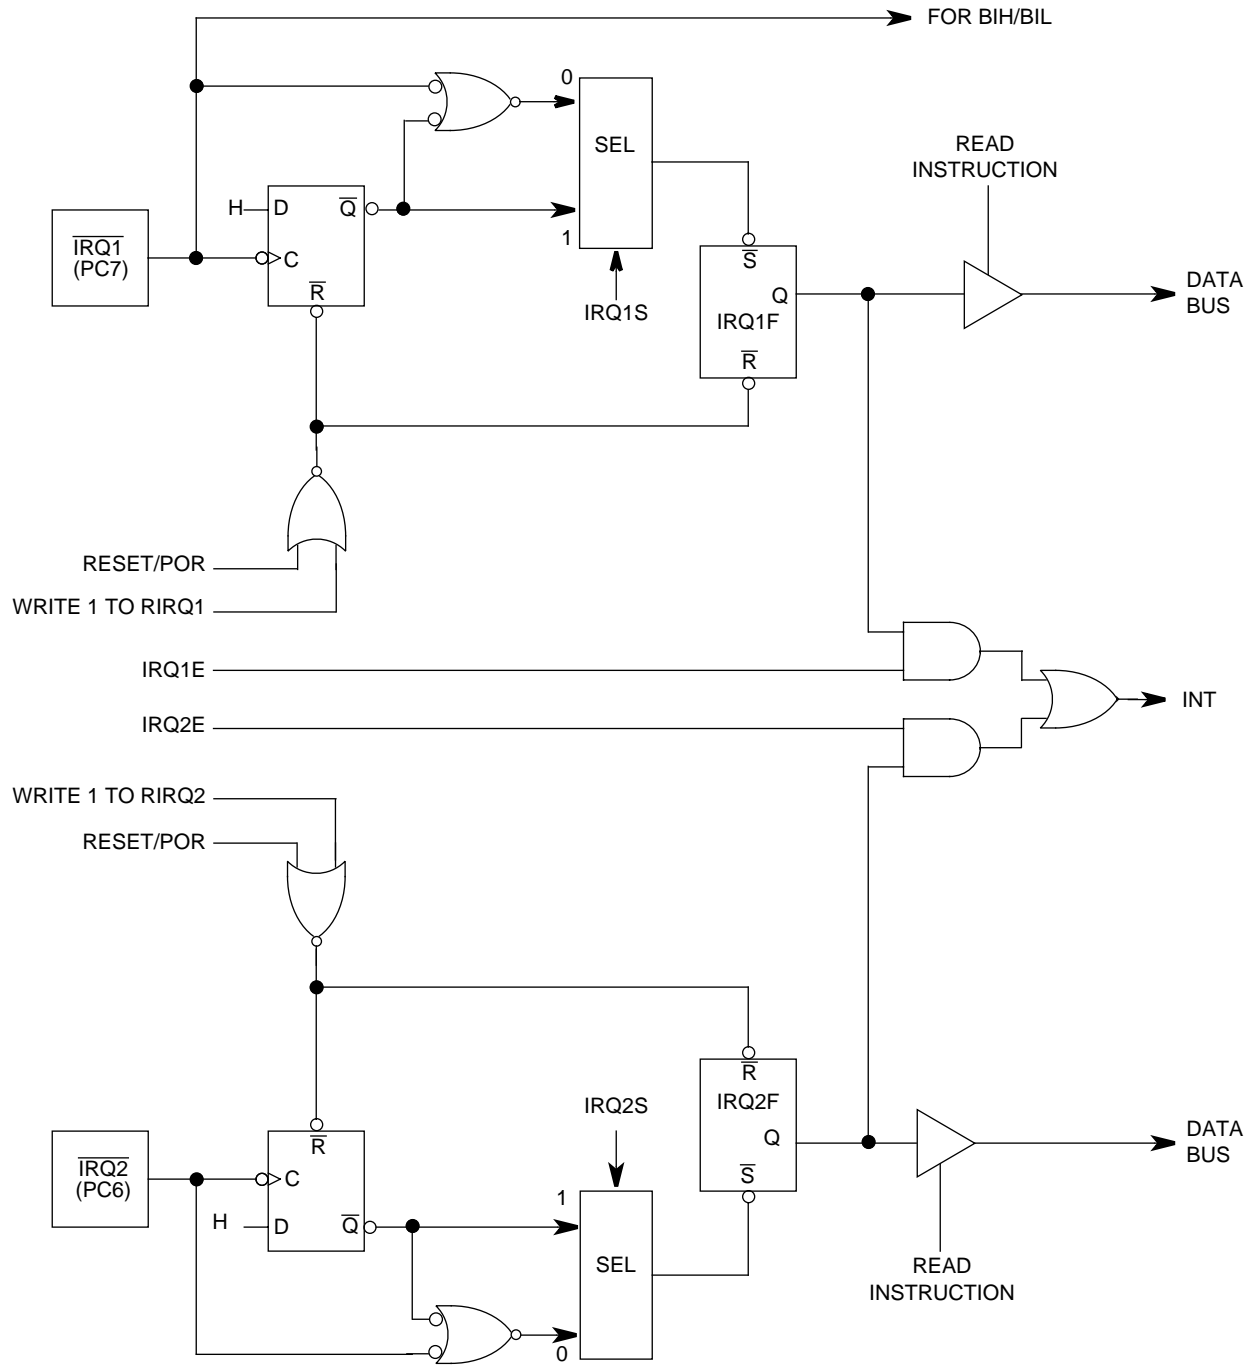 FOR BIH/BIL
0
SEL
READ
INSTRUCTION
H
D
Q̅
1
I̅R̅Q̅1̅
(PC7)
C
R̅
S̅
Q
IRQ1F
R̅
IRQ1S
DATA
BUS
RESET/POR
WRITE 1 TO RIRQ1
IRQ1E
INT
IRQ2E
WRITE 1 TO RIRQ2
RESET/POR
R̅
IRQ2F
Q
S̅
IRQ2S
DATA
BUS
I̅R̅Q̅2̅
(PC6)
R̅
C
H
D
Q̅
1
SEL
0
READ
INSTRUCTION